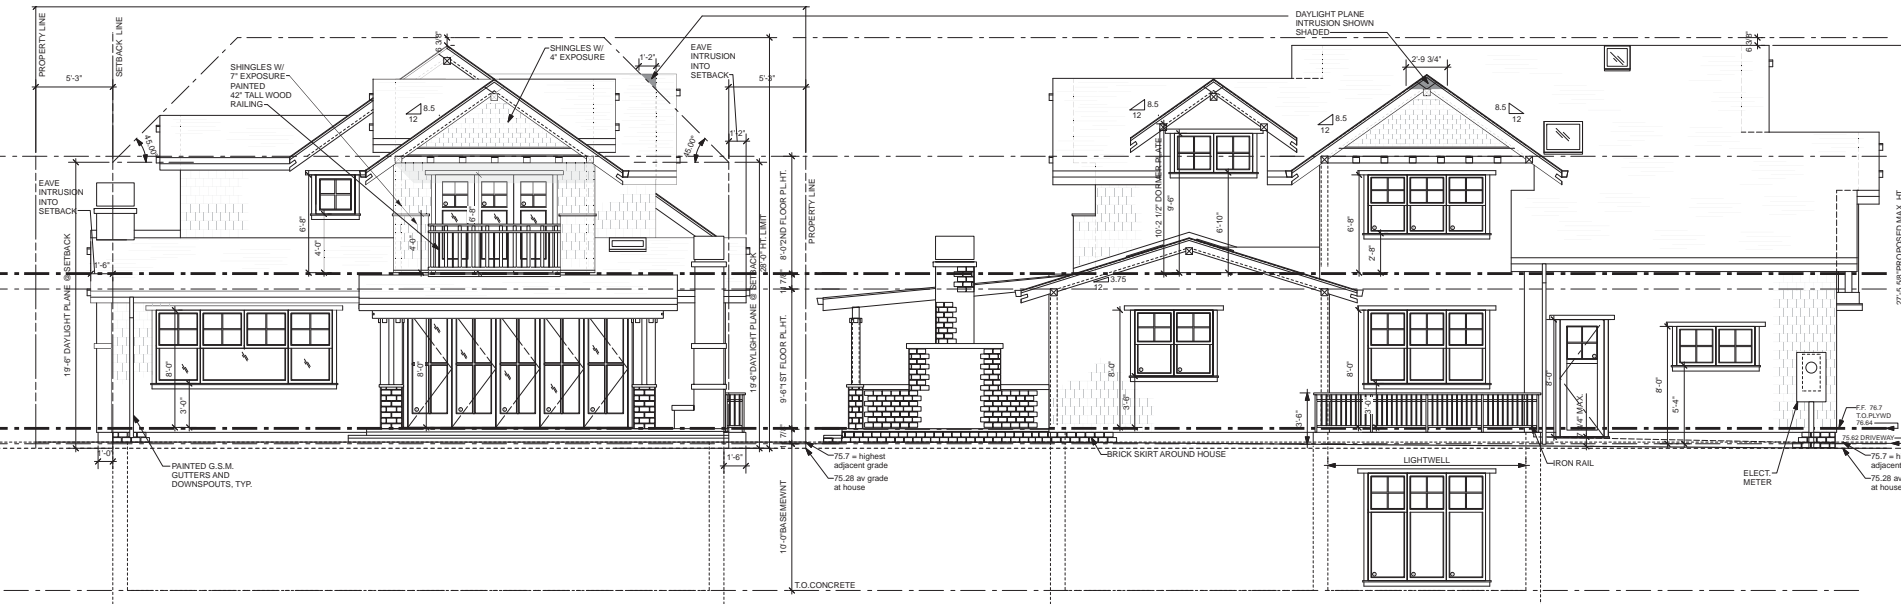 PROPERTY LINE
SETBACK LINE
5'-3"
SHINGLES W/
7" EXPOSURE
PAINTED
42" TALL WOOD
RAILING
6 3/8"
SHINGLES W/
4" EXPOSURE
1'-2"
EAVE
INTRUSION
INTO
SETBACK
5'-3"
1'-2"
8.5
12
45.00°
45.00°
EAVE
INTRUSION
INTO
SETBACK
19'-6" DAYLIGHT PLANE @ SETBACK
1'-6"
6'-8"
4'-0"
4'-0"
6'-8"
8'-0"
3'-0"
8'-0"
1'-0"
PAINTED G.S.M.
GUTTERS AND
DOWNSPOUTS, TYP.
1'-6"
19'-6"DAYLIGHT PLANE @ SETBACK
28'-0" HT. LIMIT
8'-0"2ND FLOOR PL.HT.
9'-6"1ST FLOOR PL.HT.
10'-0"BASEMEWNT
PROPERTY LINE
T.O.CONCRETE
75.7 = highest
adjacent grade
75.28 av grade
at house
DAYLIGHT PLANE
INTRUSION SHOWN
SHADED
2'-9 3/4"
6 3/8"
8.5
12
8.5
12
8.5
12
10'-2 1/2" DORMER PLATE
9'-6"
6'-10"
6'-8"
2'-8"
3.75
12
8'-0"
3'-6"
8'-0"
3'-0"
3'-6"
8'-0"
8'-0"
5'-4"
BRICK SKIRT AROUND HOUSE
LIGHTWELL
IRON RAIL
ELECT.
METER
F.F. 76.7
T.O.PLYWD
76.64
75.62 DRIVEWAY
75.7 = h
adjacent
75.28 av
at house